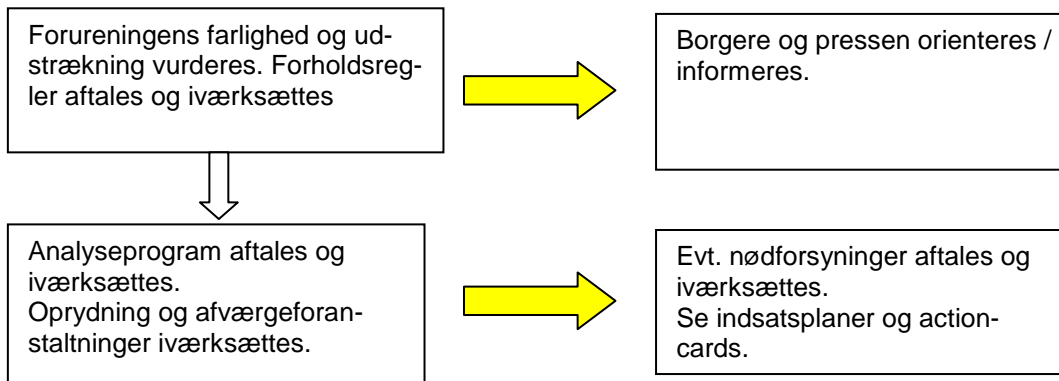 Forureningens farlighed og ud-
strækning vurderes. Forholdsreg-
ler aftales og iværksættes
Borgere og pressen orienteres /
informeres.
Analyseprogram aftales og
iværksættes.
Oprydning og afværgeforan-
staltninger iværksættes.
Evt. nødforsyninger aftales og
iværksættes.
Se indsatsplaner og action-
cards.